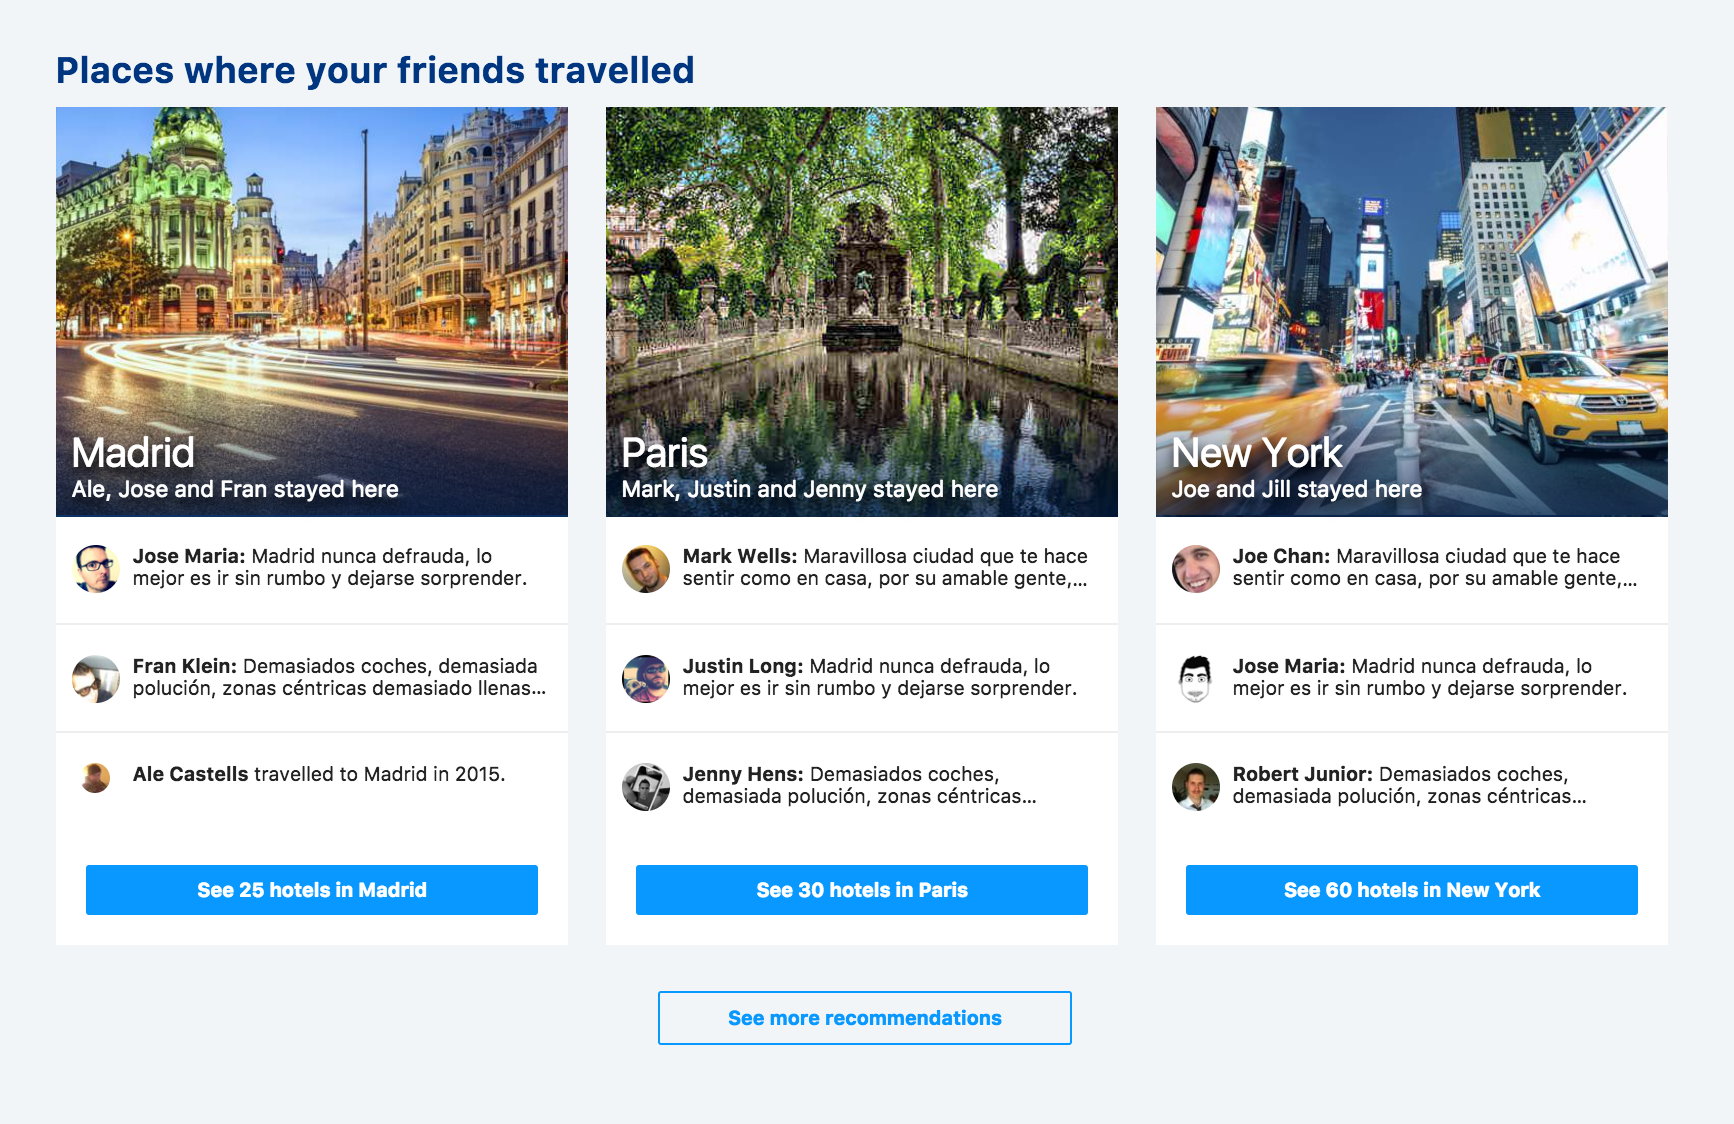 Places where your friends travelled
EVITA
Madrid
Ale, Jose and Fran stayed here
Jose Maria: Madrid nunca defrauda, lo
mejor es ir sin rumbo y dejarse sorprender.
Fran Klein: Demasiados coches, demasiada
polución, zonas céntricas demasiado llenas...
Ale Castells travelled to Madrid in 2015.
See 25 hotels in Madrid
Paris
Mark, Justin and Jenny stayed here
Mark Wells: Maravillosa ciudad que te hace
sentir como en casa, por su amable gente,...
Justin Long: Madrid nunca defrauda, lo
mejor es ir sin rumbo y dejarse sorprender.
Jenny Hens: Demasiados coches,
demasiada polución, zonas céntricas...
See 30 hotels in Paris
New York
Joe and Jill stayed here
Joe Chan: Maravillosa ciudad que te hace
sentir como en casa, por su amable gente,...
Jose Maria: Madrid nunca defrauda, lo
mejor es ir sin rumbo y dejarse sorprender.
Robert Junior: Demasiados coches,
demasiada polución, zonas céntricas...
See 60 hotels in New York
See more recommendations